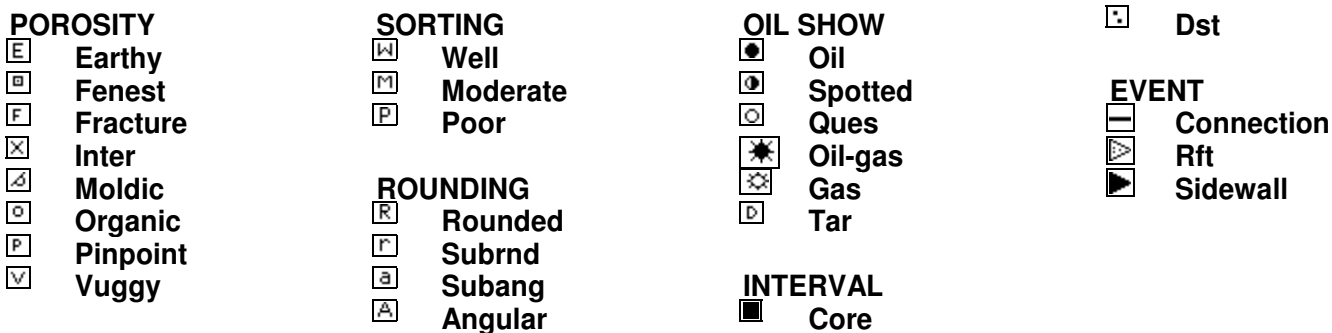 POROSITY
E Earthy
Fenest
F Fracture
Inter
Moldic
Organic
P Pinpoint
V Vuggy
SORTING
W Well
M Moderate
P Poor
ROUNDING
R Rounded
r Subrnd
a Subang
A Angular
OIL SHOW
Oil
Spotted
Ques
Oil-gas
Gas
D Tar
INTERVAL
Core
Dst
EVENT
Connection
Rft
Sidewall